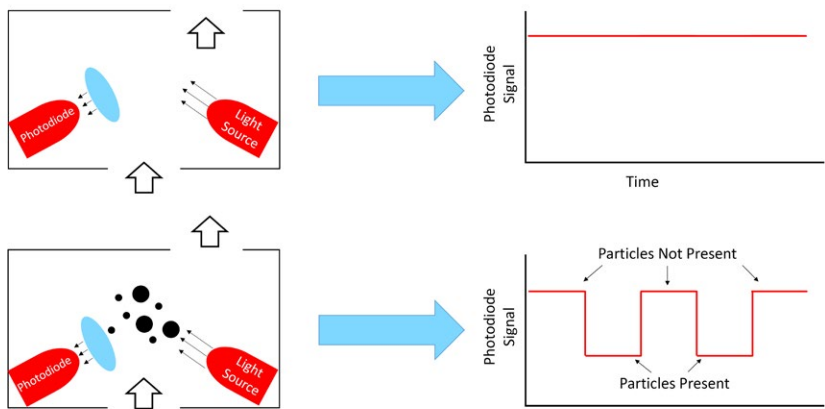 Photodiode
Light
Source
Photodiode
Signal
Time
Photodiode
Light
Source
Photodiode
Signal
Particles Not Present
Particles Present